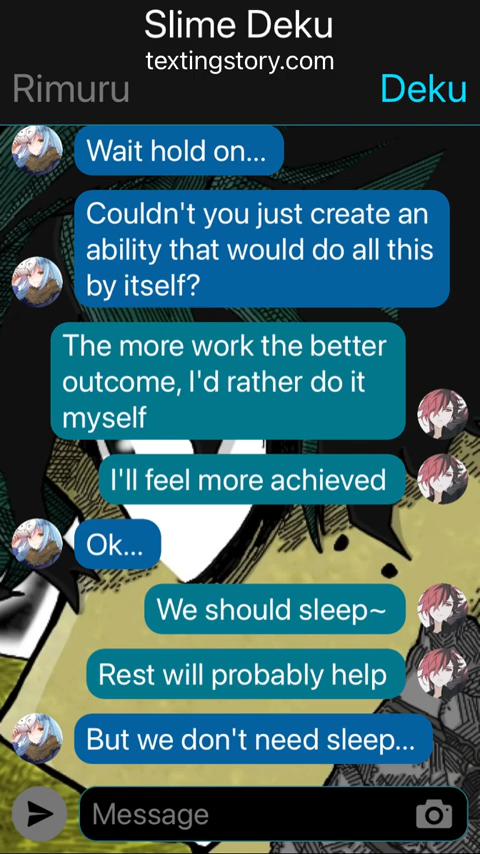 Slime Deku
textingstory.com
Rimuru
Deku
Wait hold on...
Couldn't you just create an
ability that would do all this
by itself?
The more work the better
outcome, I'd rather do it
myself
I'll feel more achieved
Ok...
We should sleep~
Rest will probably help
But we don't need sleep...
Message